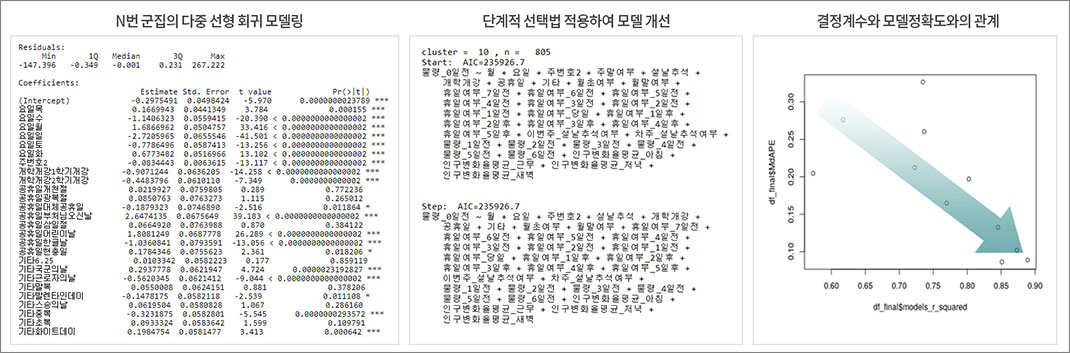 N번 군집의 다중 선형 회귀 모델링
Residuals:
Min 1Q Median 3Q Max
-147.396 -0.349 -0.001 0.231 267.222
Coefficients:
Estimate Std. Error t value Pr(>|t|)
(Intercept) -0.2975491 0.0498424 -5.970 0.0000000023789 ***
요일목 0.1669943 0.0441349 3.784 0.000155 ***
요일수 -1.1406323 0.0559415 -20.390 < 0.0000000000000002 ***
요일월 1.6866962 0.0504757 33.416 < 0.0000000000000002 ***
요일일 -2.7205965 0.0655546 -41.501 < 0.0000000000000002 ***
요일토 -0.7786496 0.0587413 -13.256 < 0.0000000000000002 ***
요일화 0.6773482 0.0516966 13.102 < 0.0000000000000002 ***
주변호2 -0.0834443 0.0063615 -13.117 < 0.0000000000000002 ***
개학개강1학기개강 -0.9071244 0.0636205 -14.258 < 0.0000000000000002 ***
개학개강2학기개강 -0.4483796 0.0610110 -7.349 0.0000000000002 ***
공휴일개천절 0.0219927 0.0759805 0.289 0.772236
공휴일광복절 0.0850763 0.0763273 1.115 0.265012
공휴일대체공휴일 -0.1879323 0.0746890 -2.516 0.011864 *
공휴일부처님오신날 2.6474135 0.0675649 39.183 < 0.0000000000000002 ***
공휴일삼일절 0.0664920 0.0763988 0.870 0.384122
공휴일어린이날 1.8081249 0.0687778 26.289 < 0.0000000000000002 ***
공휴일한글날 -1.0360841 0.0793591 -13.056 < 0.0000000000000002 ***
공휴일현충일 0.1784346 0.0755623 2.361 0.018206 *
기타6.25 0.0103342 0.0582223 0.177 0.859119
기타국군의날 0.2937778 0.0621947 4.724 0.0000023192827 ***
기타근로자의날 -0.5620345 0.0621412 -9.044 < 0.0000000000000002 ***
기타말복 0.0550008 0.0624151 0.881 0.378206
기타발렌타인데이 -0.1478175 0.0582118 -2.539 0.011108 *
기타스승의날 0.0619504 0.0580828 1.067 0.286160
기타중복 -0.3231875 0.0582801 -5.545 0.0000000293572 ***
기타초복 0.0933324 0.0583642 1.599 0.109791
기타화이트데이 0.1984754 0.0581477 3.413 0.000642 ***
단계적 선택법 적용하여 모델 개선
cluster = 10 , n = 805
Start: AIC=235926.7
물량_0일전 ~ 월 + 요일 + 주변호2 + 주말여부 + 설날추석 +
개학개강 + 공휴일 + 기타 + 월초여부 + 월말여부 +
휴일여부_7일전 + 휴일여부_6일전 + 휴일여부_5일전 +
휴일여부_4일전 + 휴일여부_3일전 + 휴일여부_2일전 +
휴일여부_1일전 + 휴일여부_당일 + 휴일여부_1일후 +
휴일여부_2일후 + 휴일여부_3일후 + 휴일여부_4일후 +
휴일여부_5일후 + 이번주_설날추석여부 + 차주_설날추석여부 +
물량_1일전 + 물량_2일전 + 물량_3일전 + 물량_4일전 +
물량_5일전 + 물량_6일전 + 인구변화율평균_아침 +
인구변화율평균_근무 + 인구변화율평균_저녁 +
인구변화율평균_새벽
Step: AIC=235926.7
물량_0일전 ~ 월 + 요일 + 주변호2 + 설날추석 + 개학개강 +
공휴일 + 기타 + 월초여부 + 월말여부 + 휴일여부_7일전 +
휴일여부_6일전 + 휴일여부_5일전 + 휴일여부_4일전 +
휴일여부_3일전 + 휴일여부_2일전 + 휴일여부_1일전 +
휴일여부_당일 + 휴일여부_1일후 + 휴일여부_2일후 +
휴일여부_3일후 + 휴일여부_4일후 + 휴일여부_5일후 +
이번주_설날추석여부 + 차주_설날추석여부 +
물량_1일전 + 물량_2일전 + 물량_3일전 + 물량_4일전 +
물량_5일전 + 물량_6일전 + 인구변화율평균_아침 +
인구변화율평균_근무 + 인구변화율평균_저녁 +
인구변화율평균_새벽
결정계수와 모델정확도와의 관계
df_final$MdAPE
0.30
0.25
0.20
0.15
0.10
0.60 0.65 0.70 0.75 0.80 0.85 0.90
df_final$models_r_squared